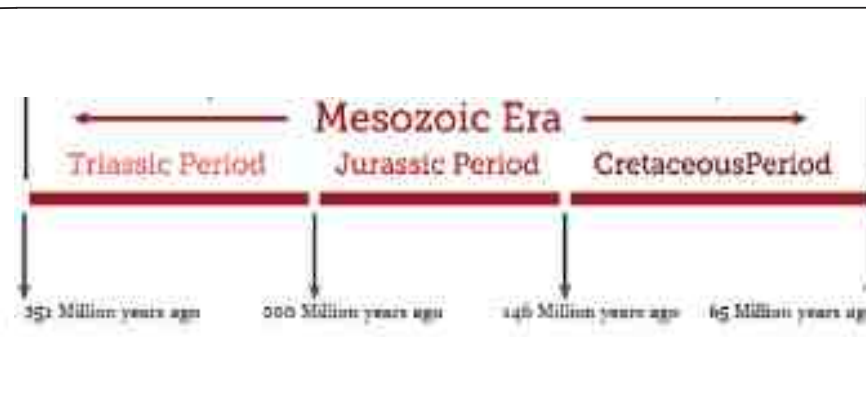 Mesozoic Era
Triassic Period
Jurassic Period
CretaceousPeriod
251 Million years ago
200 Million years ago
146 Million years ago
65 Million years